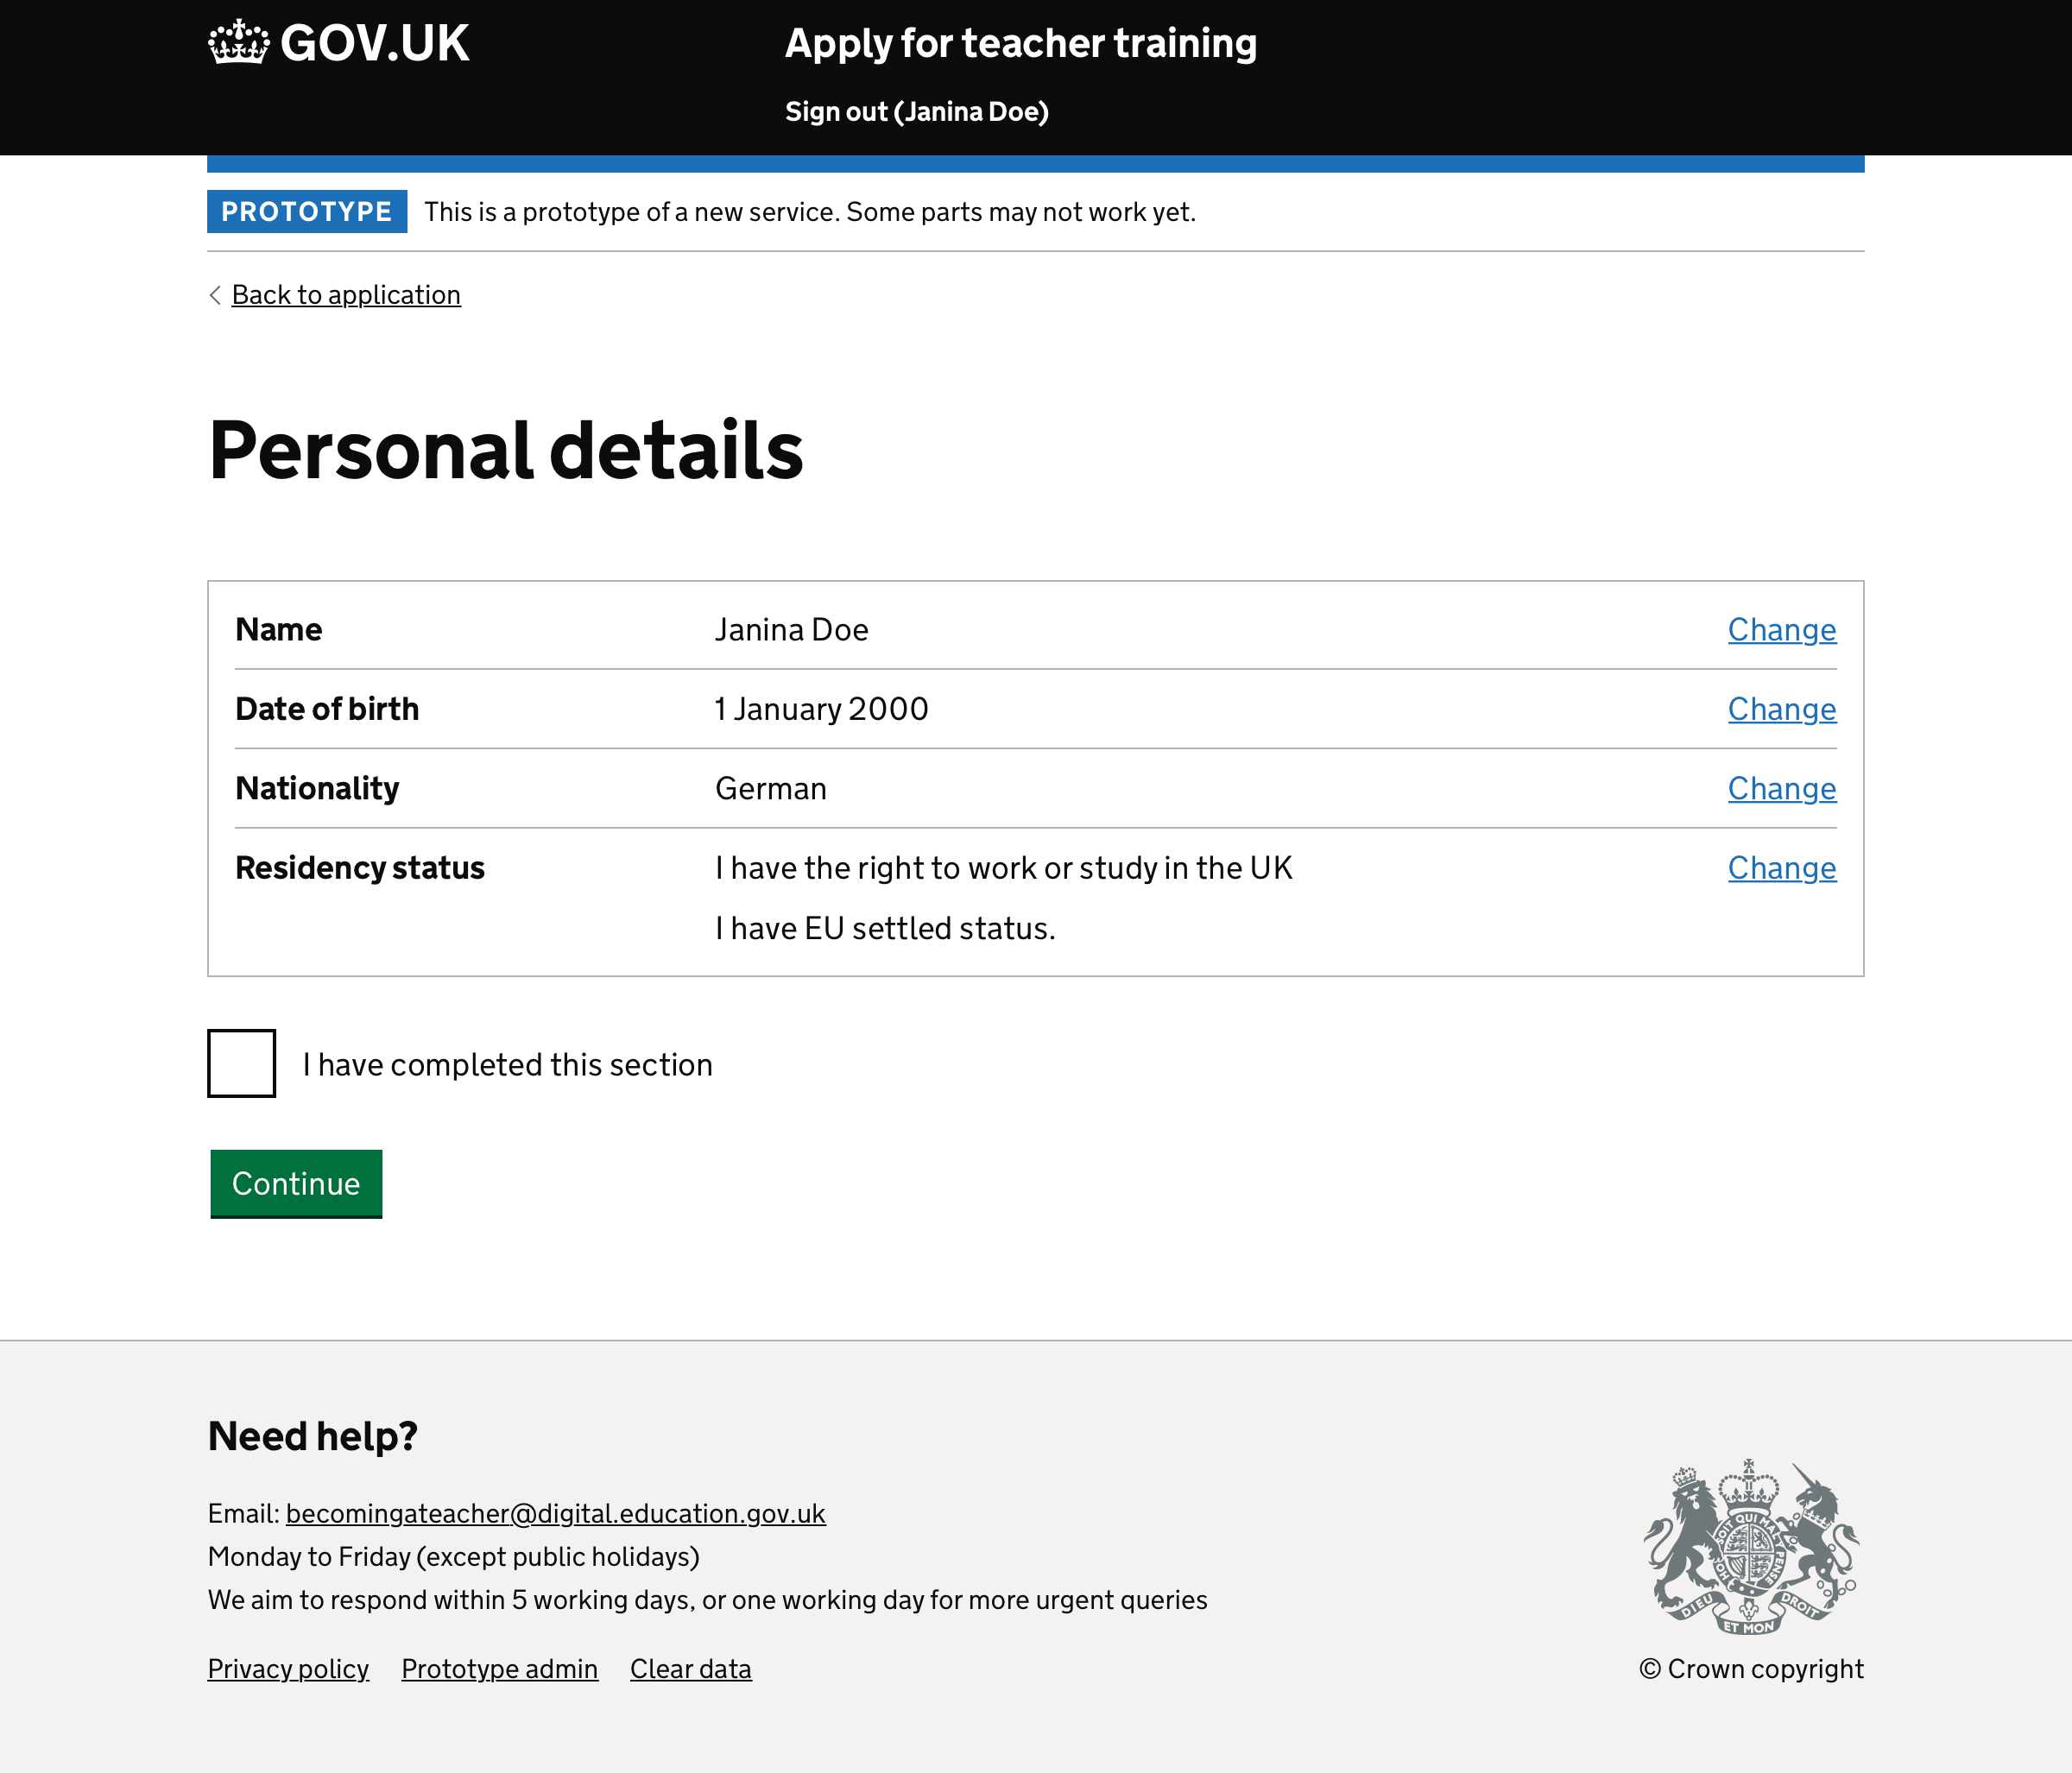 GOV.UK
Apply for teacher training
Sign out (Janina Doe)
PROTOTYPE This is a prototype of a new service. Some parts may not work yet.
Back to application
Personal details
Name Janina Doe Change
Date of birth 1 January 2000 Change
Nationality German Change
Residency status I have the right to work or study in the UK Change
I have EU settled status.
I have completed this section
Continue
Need help?
Email: becomingateacher@digital.education.gov.uk
Monday to Friday (except public holidays)
We aim to respond within 5 working days, or one working day for more urgent queries
SOIT QUI MAL
PENSE
HON
DIEU
ET MON
DROIT
Privacy policy Prototype admin Clear data
© Crown copyright